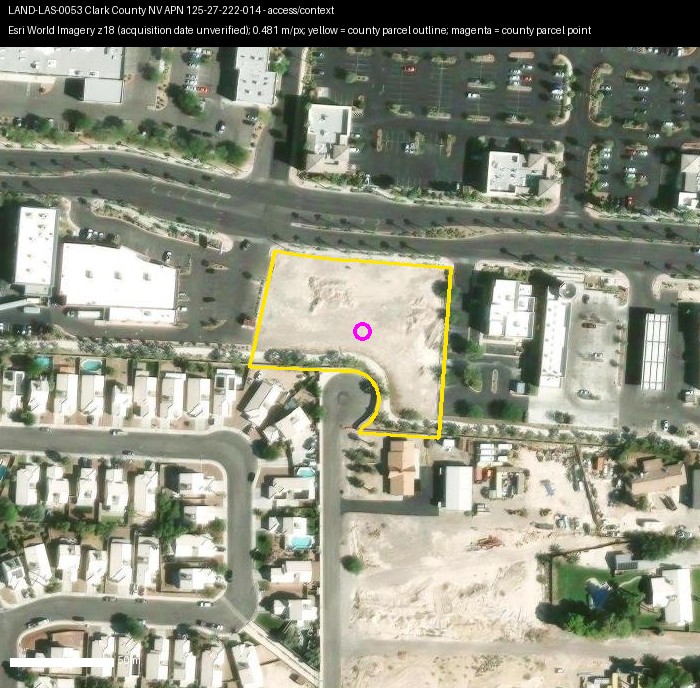 LAND-LAS-0053 Clark County NV APN 125-27-222-014 - access/context
Esri World Imagery z18 (acquisition date unverified); 0.481 m/px; yellow = county parcel outline; magenta = county parcel point
50 m